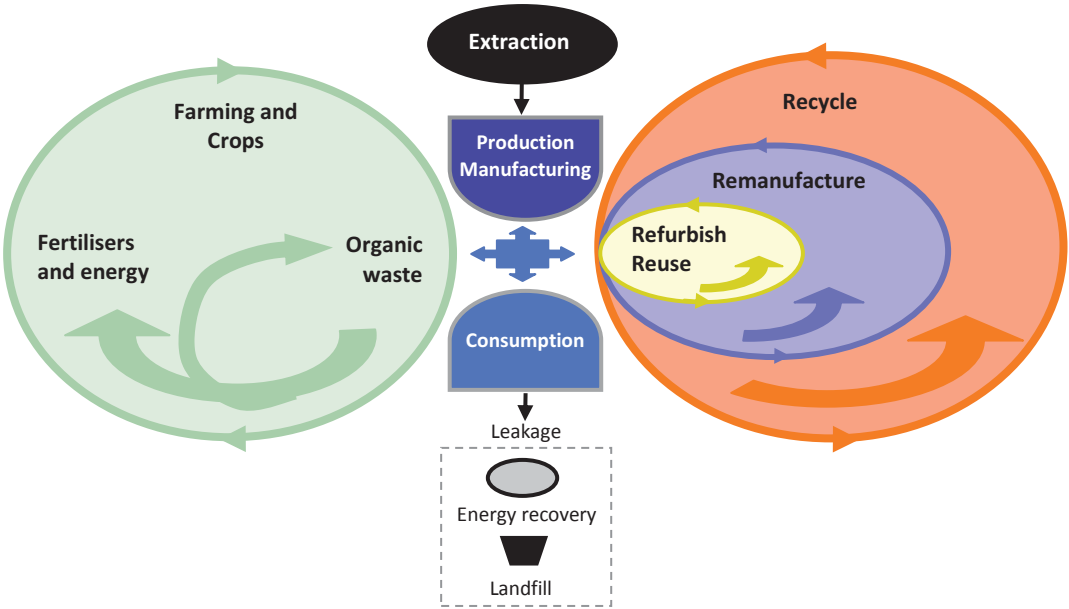 Extraction
Farming and
Crops
Fertilisers
and energy
Organic
waste
Production
Manufacturing
Consumption
Recycle
Remanufacture
Refurbish
Reuse
Leakage
Energy recovery
Landfill